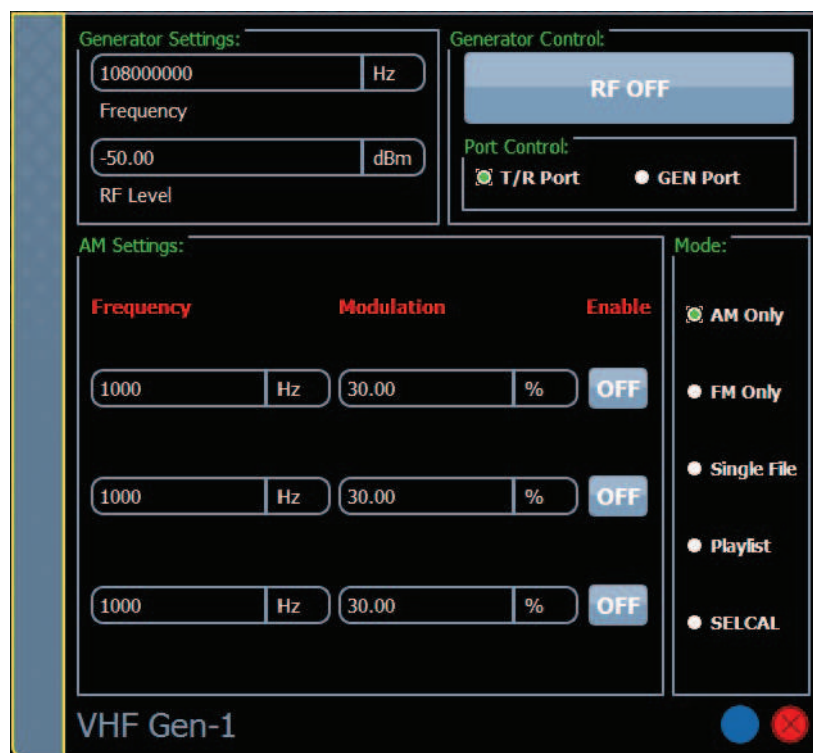 Generator Settings:
108000000 Hz
Frequency
-50.00 dBm
RF Level
Generator Control:
RF OFF
Port Control:
T/R Port GEN Port
AM Settings:
Frequency Modulation Enable
1000 Hz 30.00 % OFF
1000 Hz 30.00 % OFF
1000 Hz 30.00 % OFF
Mode:
AM Only
FM Only
Single File
Playlist
SELCAL
VHF Gen-1